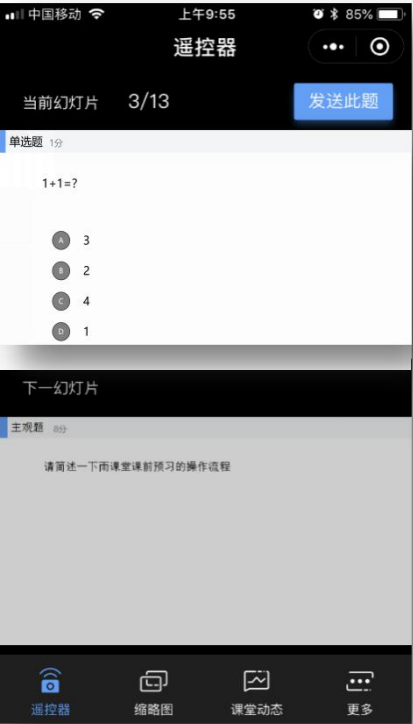 中国移动 上午9:55 85%
遥控器
当前幻灯片 3/13 发送此题
单选题 1分
1+1=?
A 3
B 2
C 4
D 1
下一幻灯片
主观题 8分
请简述一下雨课堂课前预习的操作流程
遥控器 缩略图 课堂动态 更多